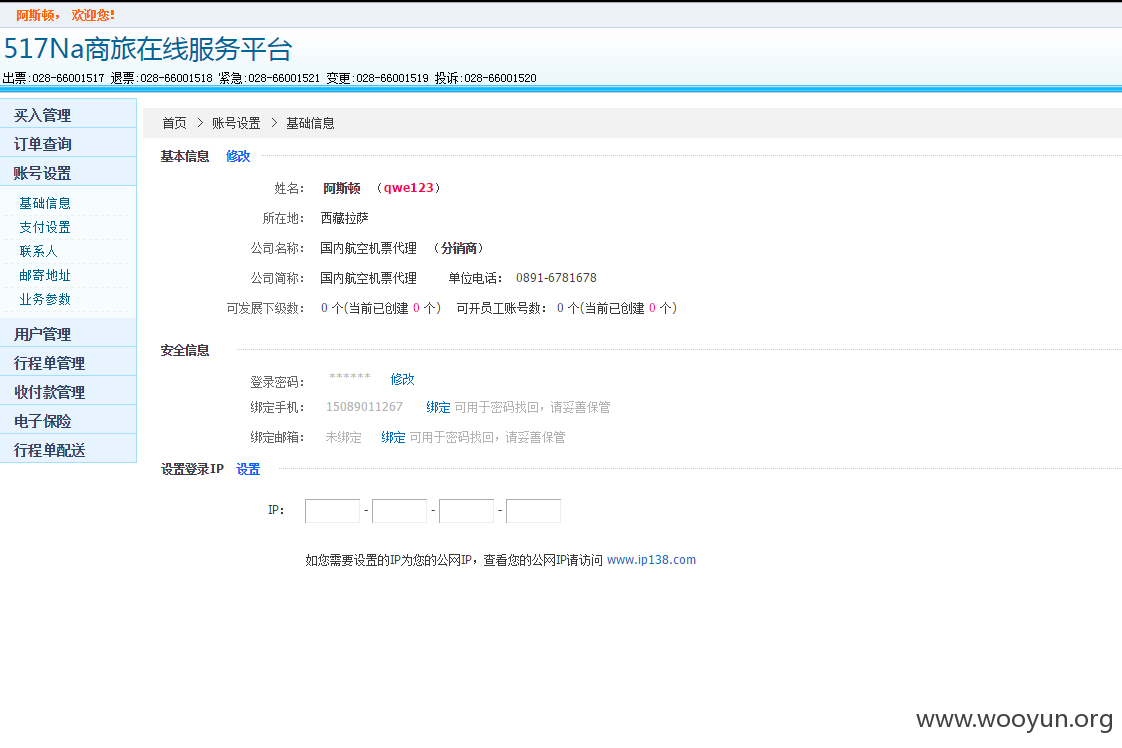 阿斯顿， 欢迎您！
517Na商旅在线服务平台
出票:028-66001517 退票:028-66001518 紧急:028-66001521 变更:028-66001519 投诉:028-66001520
买入管理
订单查询
账号设置
基础信息
支付设置
联系人
邮寄地址
业务参数
用户管理
行程单管理
收付款管理
电子保险
行程单配送
首页 > 账号设置 > 基础信息
基本信息 修改
姓名： 阿斯顿 （qwe123）
所在地： 西藏拉萨
公司名称： 国内航空机票代理 （分销商）
公司简称： 国内航空机票代理 单位电话： 0891-6781678
可发展下级数： 0 个(当前已创建 0 个) 可开员工账号数： 0 个(当前已创建 0 个)
安全信息
登录密码： ****** 修改
绑定手机： 15089011267 绑定 可用于密码找回，请妥善保管
绑定邮箱： 未绑定 绑定 可用于密码找回，请妥善保管
设置登录IP 设置
IP： - - -
如您需要设置的IP为您的公网IP，查看您的公网IP请访问 www.ip138.com
www.wooyun.org